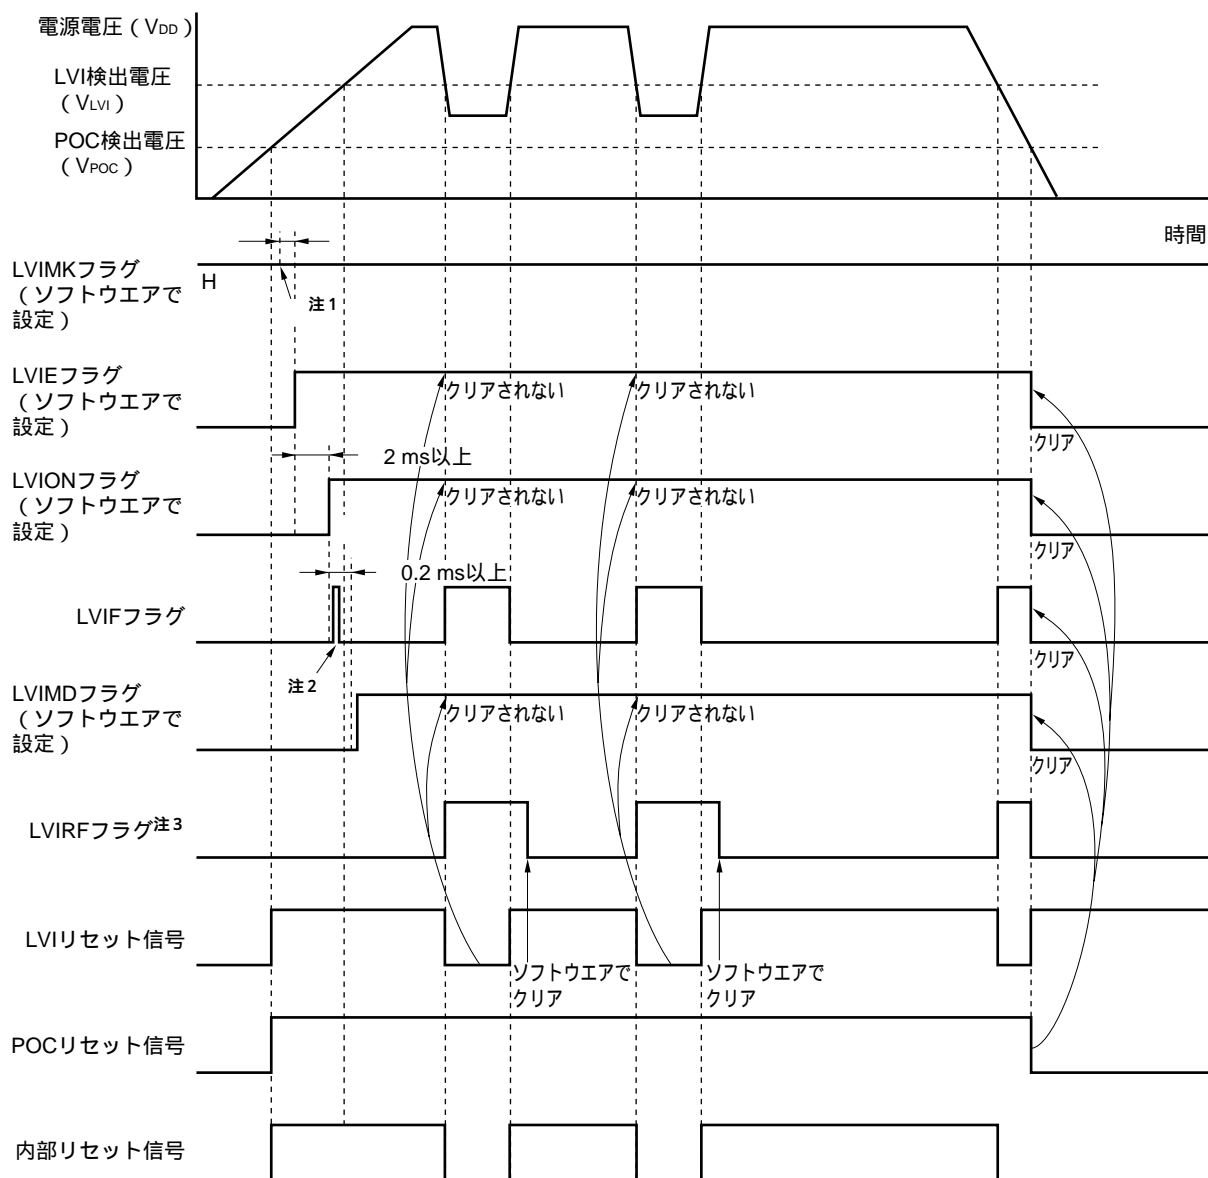 電源電圧（VDD）
LVI検出電圧
（VLVI）
POC検出電圧
（VPOC）
時間
LVIMKフラグ
（ソフトウエアで
設定）
H
注1
LVIEフラグ
（ソフトウエアで
設定）
クリアされない
クリアされない
クリア
2 ms以上
LVIONフラグ
（ソフトウエアで
設定）
クリアされない
クリアされない
クリア
0.2 ms以上
LVIFフラグ
クリア
注2
LVIMDフラグ
（ソフトウエアで
設定）
クリアされない
クリアされない
クリア
LVIRFフラグ注3
LVIリセット信号
ソフトウエアで
クリア
ソフトウエアで
クリア
POCリセット信号
内部リセット信号